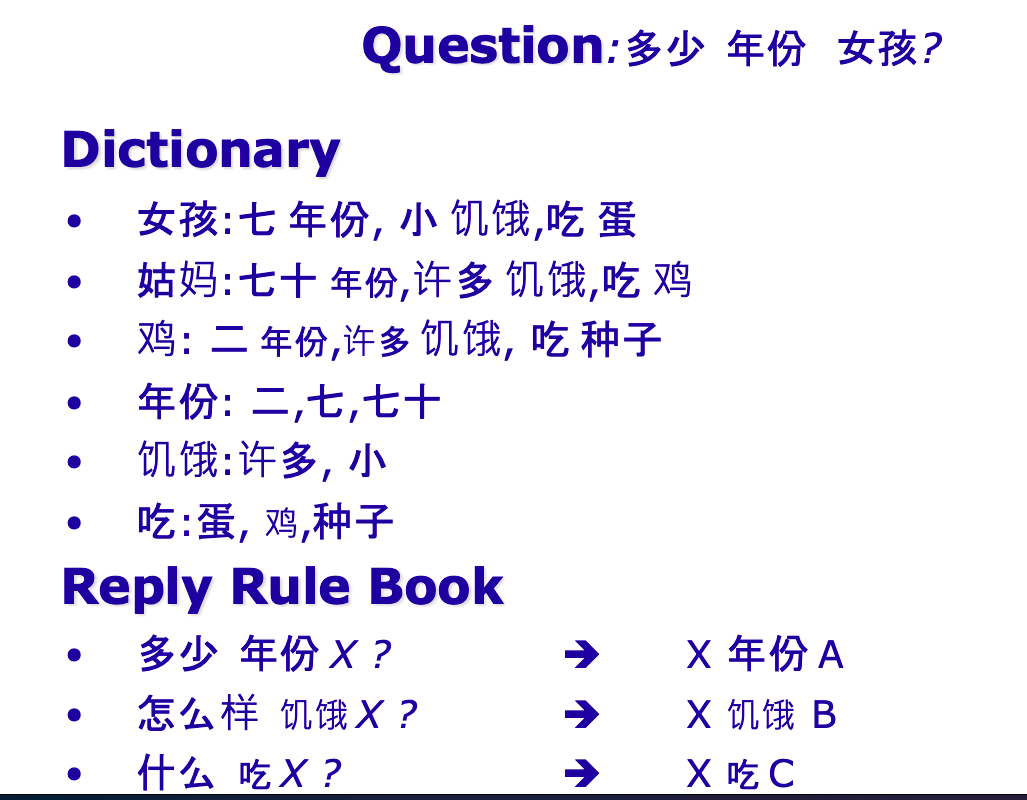 Question:多少 年份 女孩?
Dictionary
• 女孩:七 年份, 小 饥饿,吃 蛋
• 姑妈:七十 年份,许多 饥饿,吃 鸡
• 鸡: 二 年份,许多 饥饿, 吃 种子
• 年份: 二,七,七十
• 饥饿:许多, 小
• 吃:蛋, 鸡,种子
Reply Rule Book
• 多少 年份 X ? ➔ X 年份 A
• 怎么样 饥饿 X ? ➔ X 饥饿 B
• 什么 吃 X ? ➔ X 吃 C